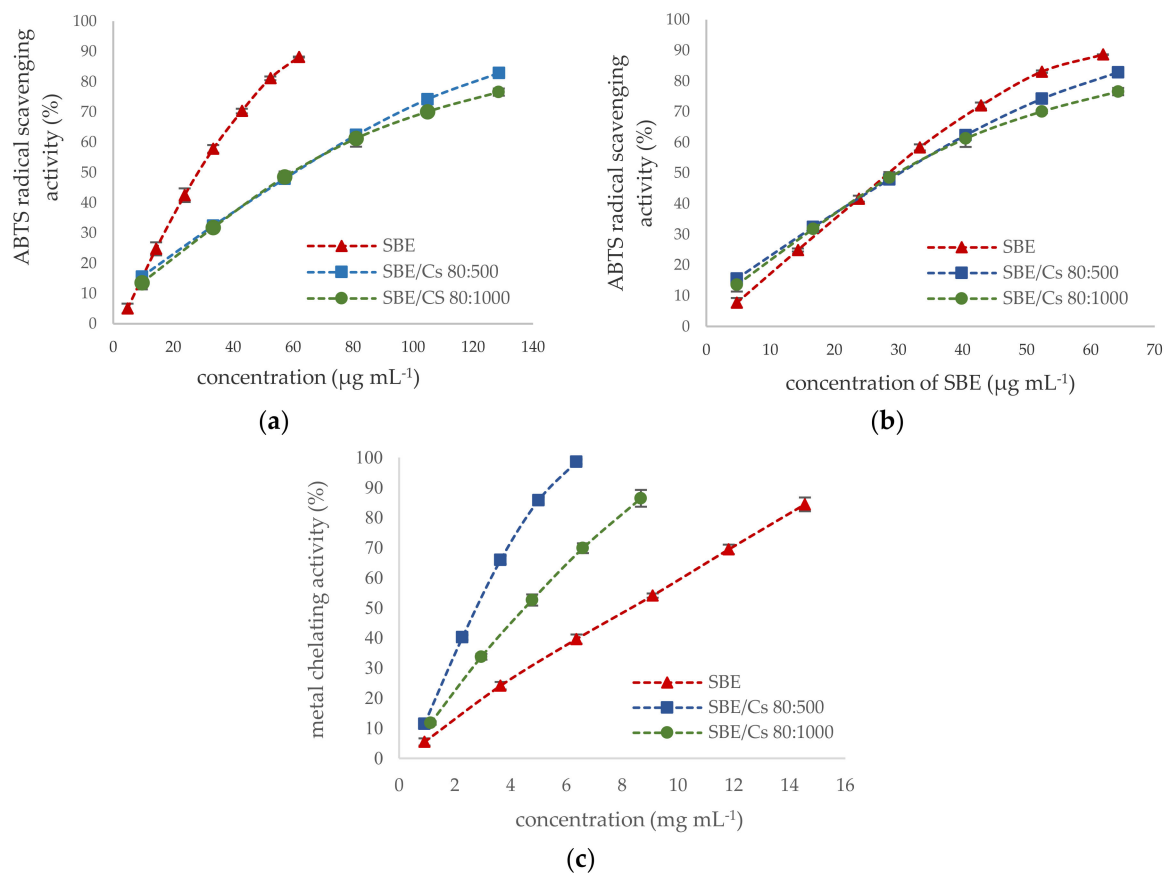 100
90
80
70
60
50
40
30
20
10
0
ABTS radical scavenging
activity (%)
SBE
SBE/Cs 80:500
SBE/CS 80:1000
0 20 40 60 80 100 120 140
concentration (µg mL-1)
(a)
100
90
80
70
60
50
40
30
20
10
0
ABTS radical scavenging
activity (%)
SBE
SBE/Cs 80:500
SBE/Cs 80:1000
0 10 20 30 40 50 60 70
concentration of SBE (µg mL-1)
(b)
100
90
80
70
60
50
40
30
20
10
0
metal chelating activity (%)
SBE
SBE/Cs 80:500
SBE/Cs 80:1000
0 2 4 6 8 10 12 14 16
concentration (mg mL-1)
(c)